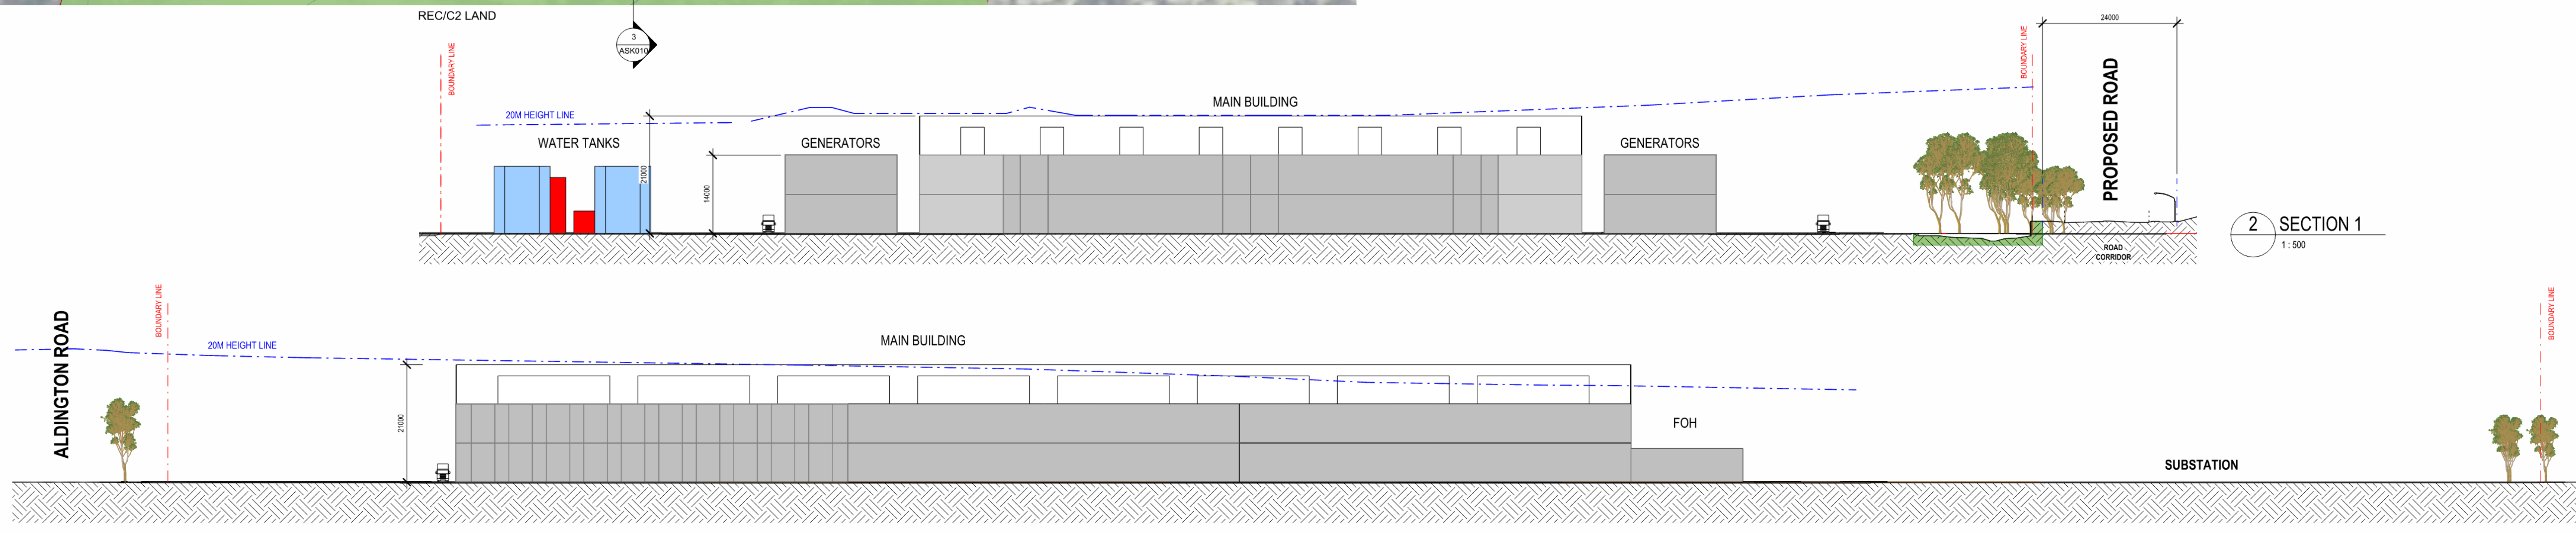 REC/C2 LAND
3
ASK010
24000
BOUNDARY LINE
BOUNDARY LINE
PROPOSED ROAD
MAIN BUILDING
20M HEIGHT LINE
WATER TANKS
GENERATORS
GENERATORS
21000
14000
2
SECTION 1
1 : 500
ROAD
CORRIDOR
ALDINGTON ROAD
BOUNDARY LINE
BOUNDARY LINE
20M HEIGHT LINE
MAIN BUILDING
21000
FOH
SUBSTATION